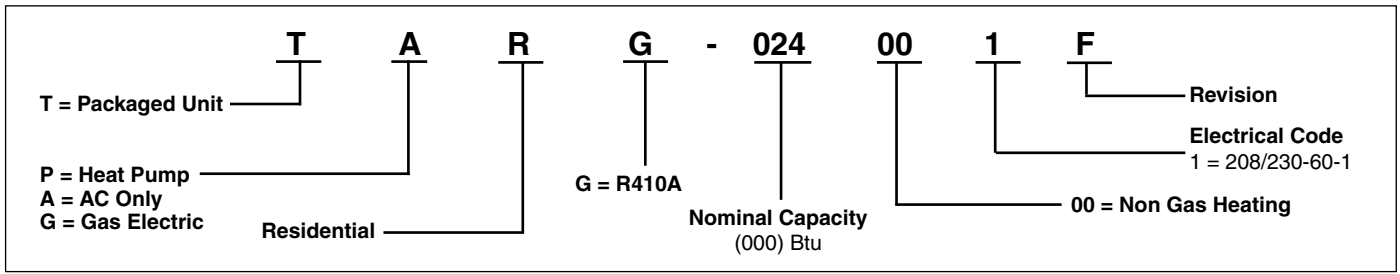 T A R G - 024 00 1 F
T = Packaged Unit
P = Heat Pump
A = AC Only
G = Gas Electric
Residential
G = R410A
Nominal Capacity
(000) Btu
00 = Non Gas Heating
Electrical Code
1 = 208/230-60-1
Revision